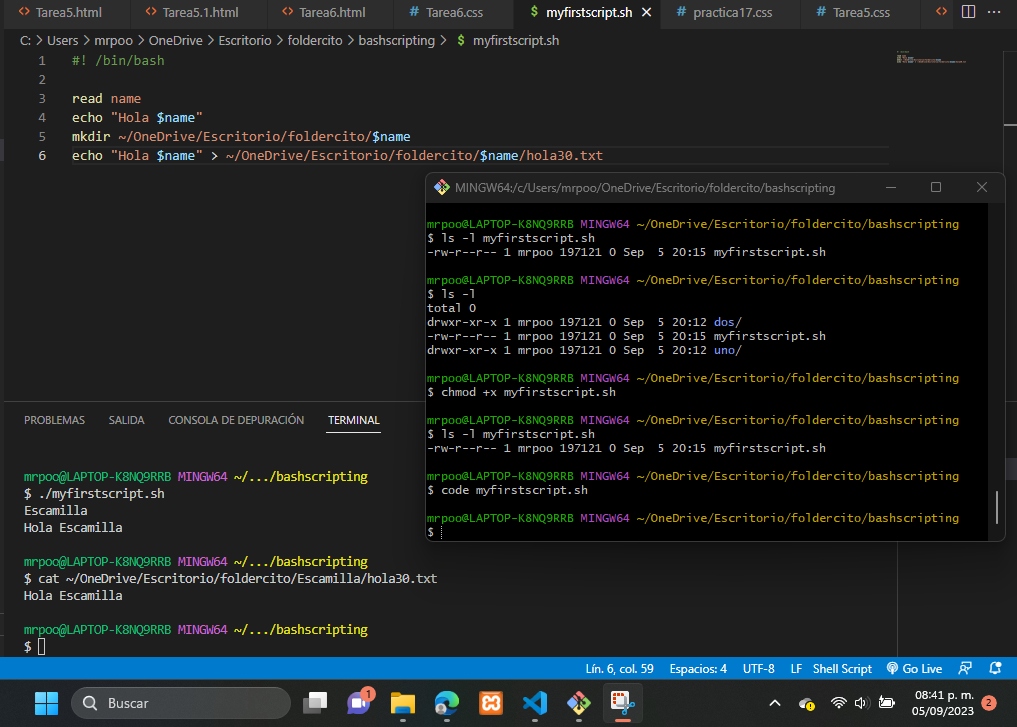 Tarea5.html
Tarea5.1.html
Tarea6.html
Tarea6.css
myfirstscript.sh
practica17.css
Tarea5.css
C: > Users > mrpoo > OneDrive > Escritorio > foldercito > bashscripting > $ myfirstscript.sh
1 #! /bin/bash
2
3 read name
4 echo "Hola $name"
5 mkdir ~/OneDrive/Escritorio/foldercito/$name
6 echo "Hola $name" > ~/OneDrive/Escritorio/foldercito/$name/hola30.txt
MINGW64:/c/Users/mrpoo/OneDrive/Escritorio/foldercito/bashscripting
mrpoo@LAPTOP-K8NQ9RRB MINGW64 ~/OneDrive/Escritorio/foldercito/bashscripting
$ ls -l myfirstscript.sh
-rw-r--r-- 1 mrpoo 197121 0 Sep  5 20:15 myfirstscript.sh
mrpoo@LAPTOP-K8NQ9RRB MINGW64 ~/OneDrive/Escritorio/foldercito/bashscripting
$ ls -l
total 0
drwxr-xr-x 1 mrpoo 197121 0 Sep  5 20:12 dos/
-rw-r--r-- 1 mrpoo 197121 0 Sep  5 20:15 myfirstscript.sh
drwxr-xr-x 1 mrpoo 197121 0 Sep  5 20:12 uno/
mrpoo@LAPTOP-K8NQ9RRB MINGW64 ~/OneDrive/Escritorio/foldercito/bashscripting
$ chmod +x myfirstscript.sh
mrpoo@LAPTOP-K8NQ9RRB MINGW64 ~/OneDrive/Escritorio/foldercito/bashscripting
$ ls -l myfirstscript.sh
-rw-r--r-- 1 mrpoo 197121 0 Sep  5 20:15 myfirstscript.sh
mrpoo@LAPTOP-K8NQ9RRB MINGW64 ~/OneDrive/Escritorio/foldercito/bashscripting
$ code myfirstscript.sh
mrpoo@LAPTOP-K8NQ9RRB MINGW64 ~/OneDrive/Escritorio/foldercito/bashscripting
$
PROBLEMAS SALIDA CONSOLA DE DEPURACIÓN TERMINAL
mrpoo@LAPTOP-K8NQ9RRB MINGW64 ~/.../bashscripting
$ ./myfirstscript.sh
Escamilla
Hola Escamilla
mrpoo@LAPTOP-K8NQ9RRB MINGW64 ~/.../bashscripting
$ cat ~/OneDrive/Escritorio/foldercito/Escamilla/hola30.txt
Hola Escamilla
mrpoo@LAPTOP-K8NQ9RRB MINGW64 ~/.../bashscripting
$
Lín. 6, col. 59 Espacios: 4 UTF-8 LF Shell Script Go Live
Buscar
1
08:41 p. m.
05/09/2023
2